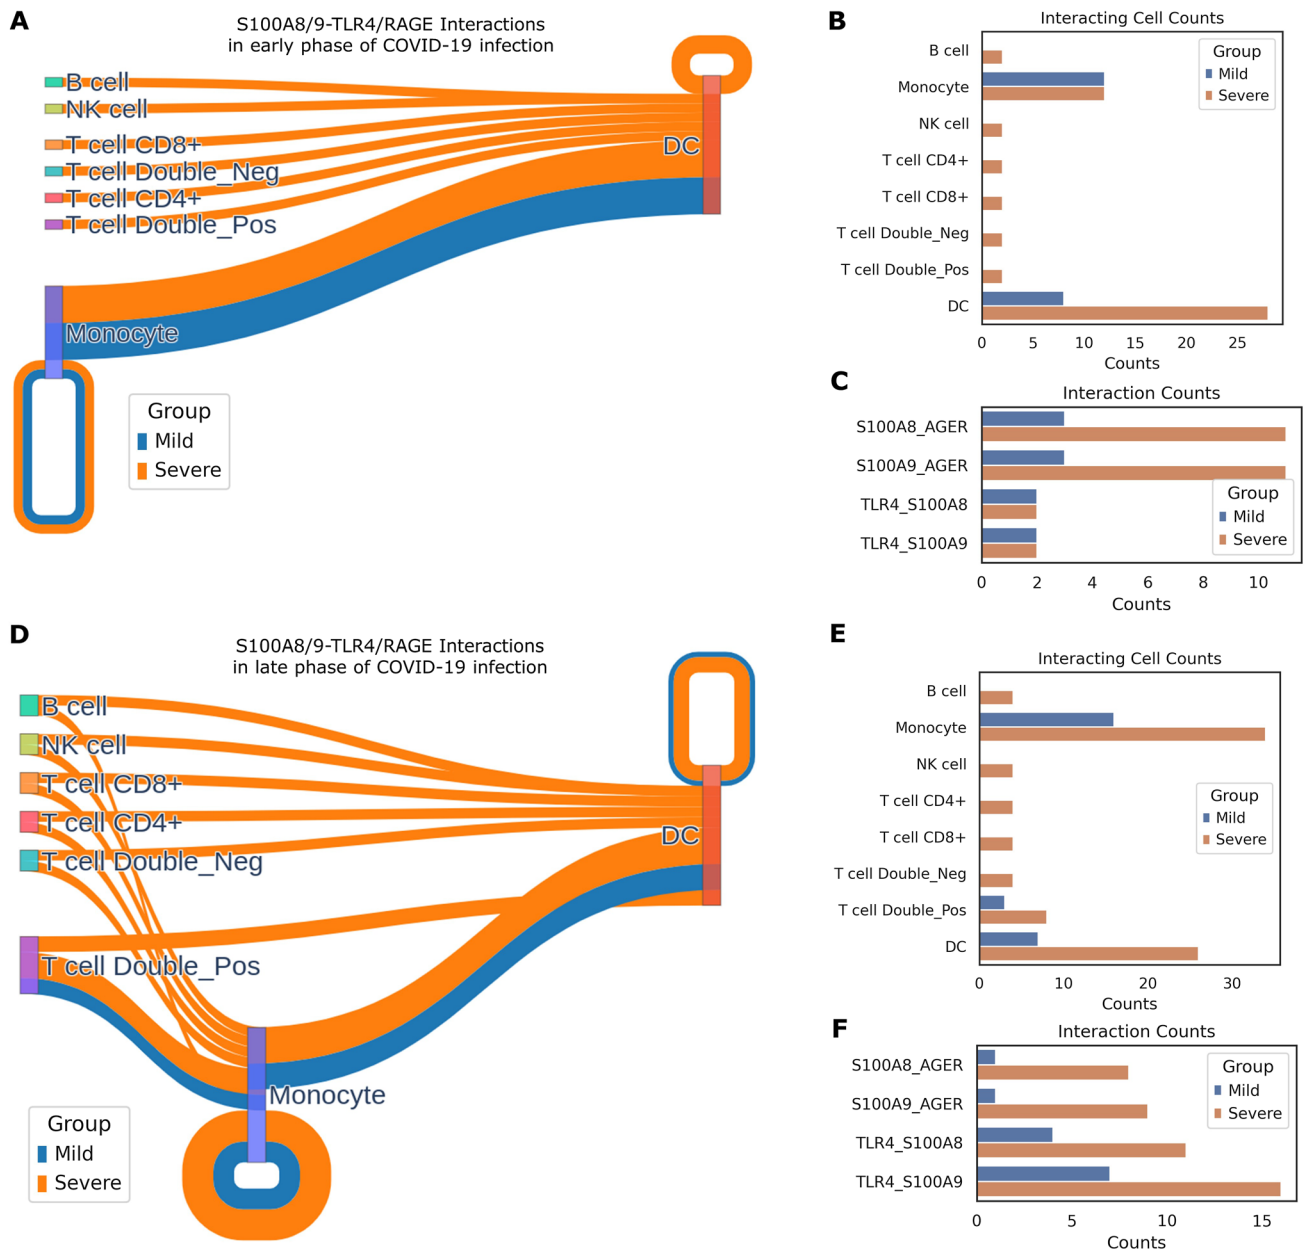 A
S100A8/9-TLR4/RAGE Interactions
in early phase of COVID-19 infection
B cell
NK cell
T cell CD8+
T cell Double_Neg
T cell CD4+
T cell Double_Pos
DC
Monocyte
Group
Mild
Severe
B
Interacting Cell Counts
B cell
Monocyte
NK cell
T cell CD4+
T cell CD8+
T cell Double_Neg
T cell Double_Pos
DC
Group
Mild
Severe
0 5 10 15 20 25
Counts
C
Interaction Counts
S100A8_AGER
S100A9_AGER
TLR4_S100A8
TLR4_S100A9
Group
Mild
Severe
0 2 4 6 8 10
Counts
D
S100A8/9-TLR4/RAGE Interactions
in late phase of COVID-19 infection
B cell
NK cell
T cell CD8+
T cell CD4+
T cell Double_Neg
DC
T cell Double_Pos
Monocyte
Group
Mild
Severe
E
Interacting Cell Counts
B cell
Monocyte
NK cell
T cell CD4+
T cell CD8+
T cell Double_Neg
T cell Double_Pos
DC
Group
Mild
Severe
0 10 20 30
Counts
F
Interaction Counts
S100A8_AGER
S100A9_AGER
TLR4_S100A8
TLR4_S100A9
Group
Mild
Severe
0 5 10 15
Counts